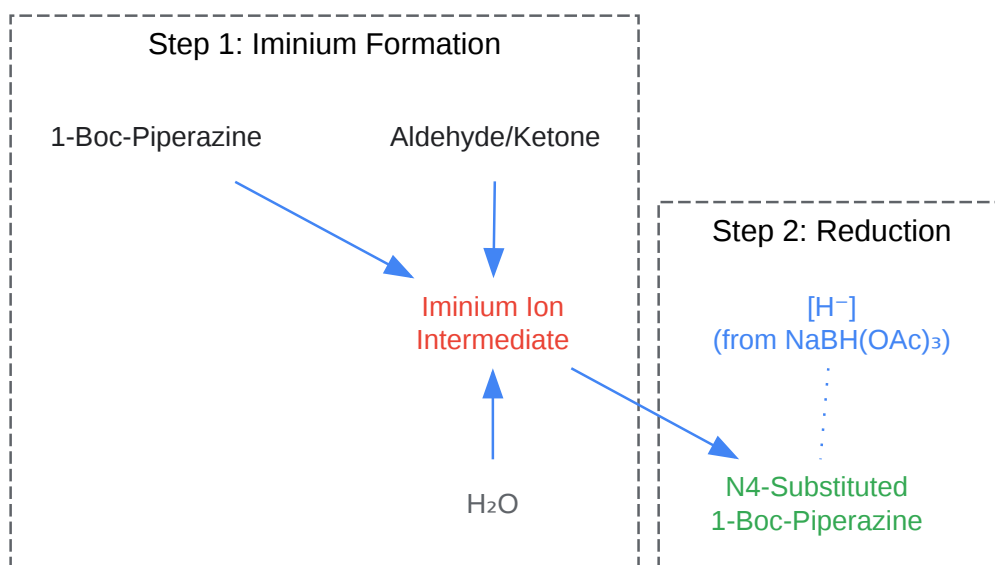 Step 1: Iminium Formation
1-Boc-Piperazine
Aldehyde/Ketone
Iminium Ion
Intermediate
H₂O
Step 2: Reduction
[H⁻]
(from NaBH(OAc)₃)
N4-Substituted
1-Boc-Piperazine